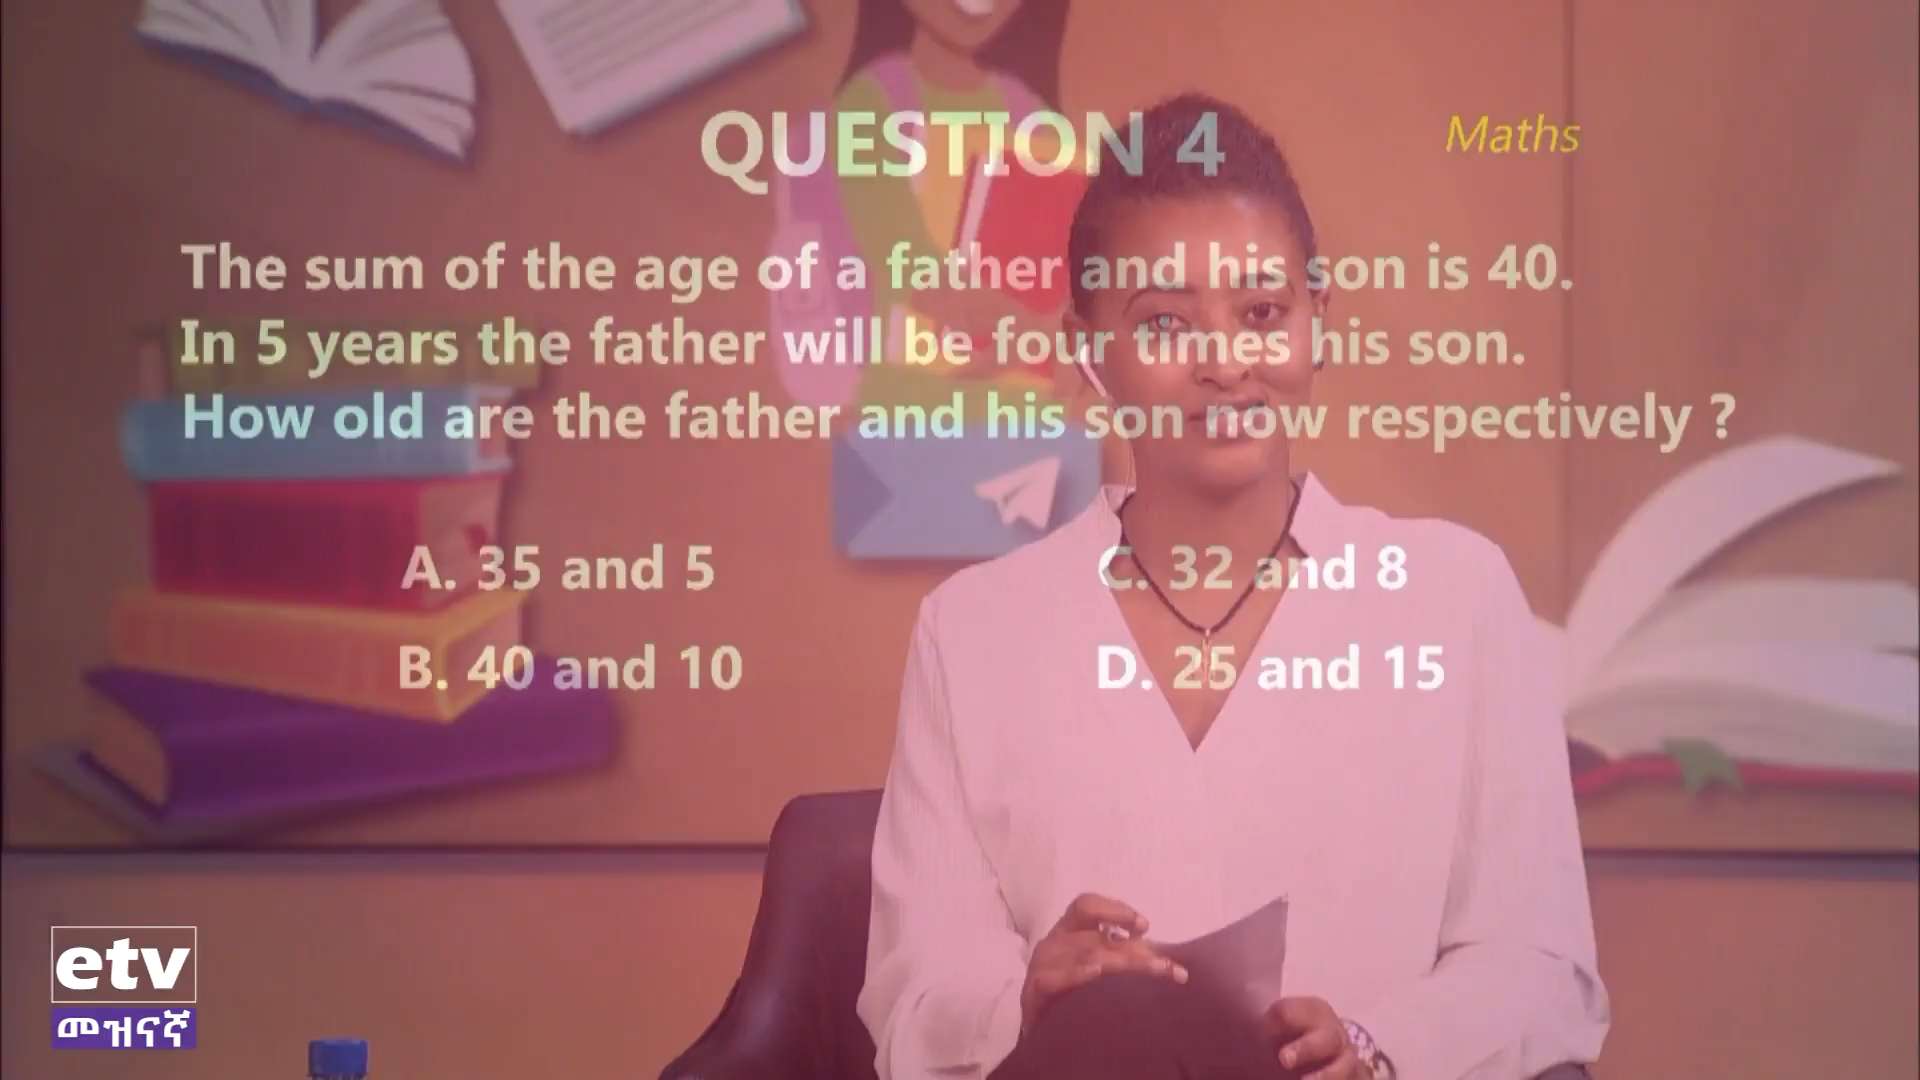 QUESTION 4
Maths
The sum of the age of a father and his son is 40.
In 5 years the father will be four times his son.
How old are the father and his son now respectively ?
A. 35 and 5
C. 32 and 8
B. 40 and 10
D. 25 and 15
etv
መዝናኛ